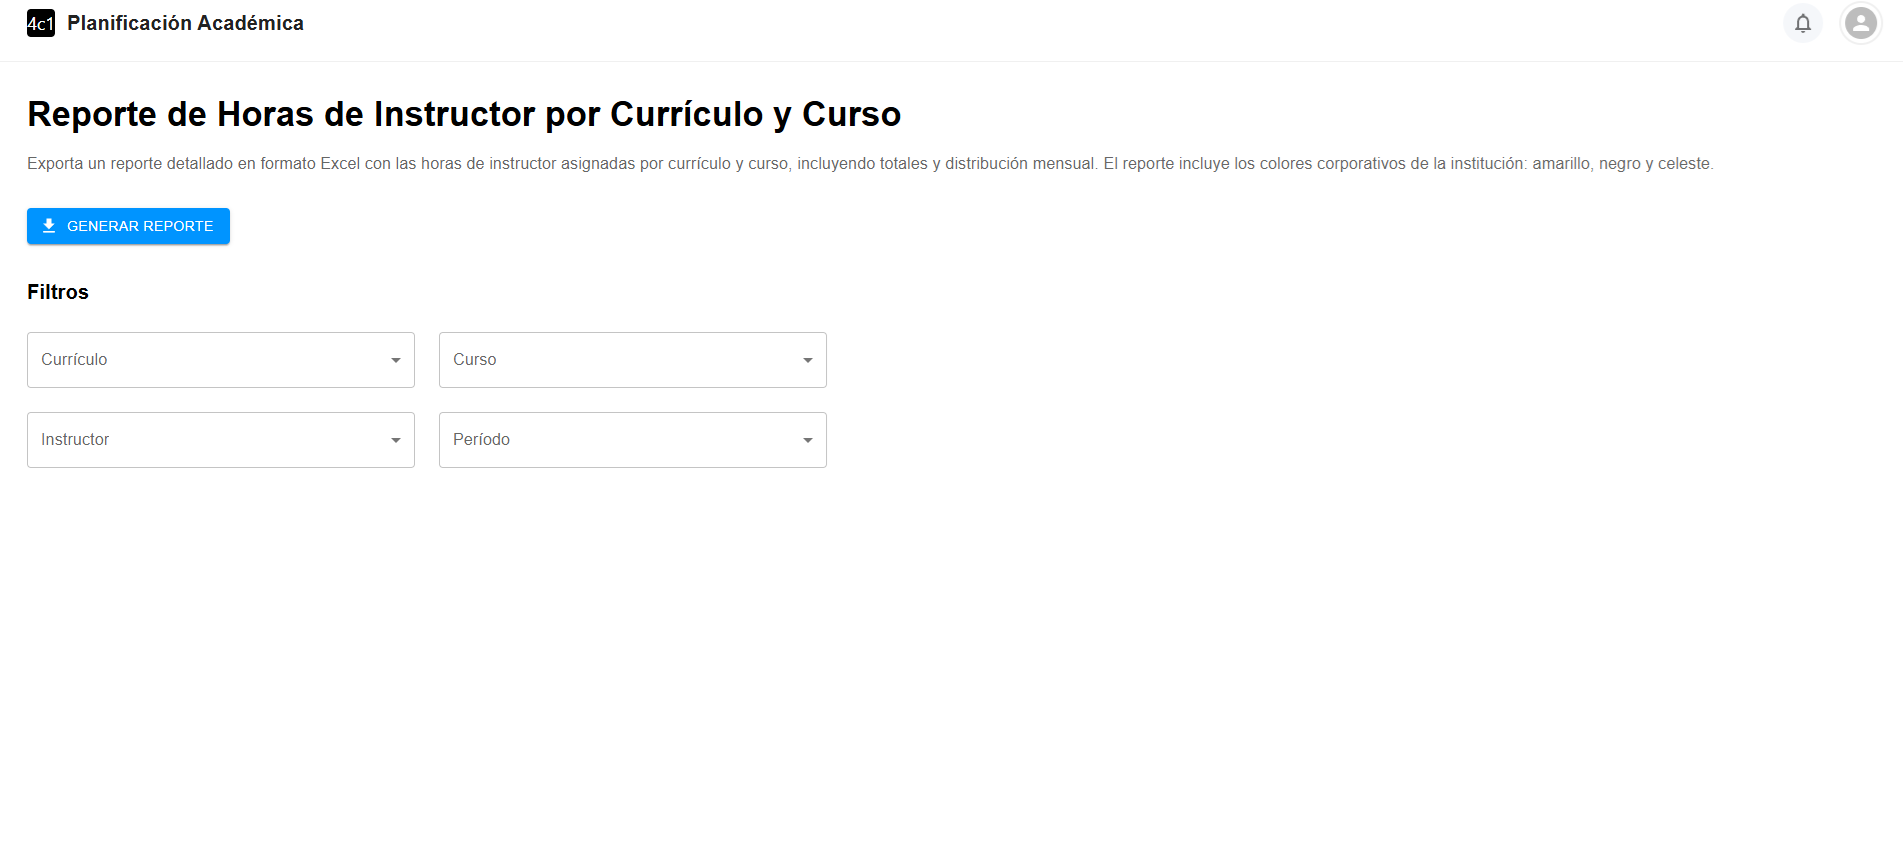 4c1 Planificación Académica
Reporte de Horas de Instructor por Currículo y Curso
Exporta un reporte detallado en formato Excel con las horas de instructor asignadas por currículo y curso, incluyendo totales y distribución mensual. El reporte incluye los colores corporativos de la institución: amarillo, negro y celeste.
GENERAR REPORTE
Filtros
Currículo
Curso
Instructor
Período